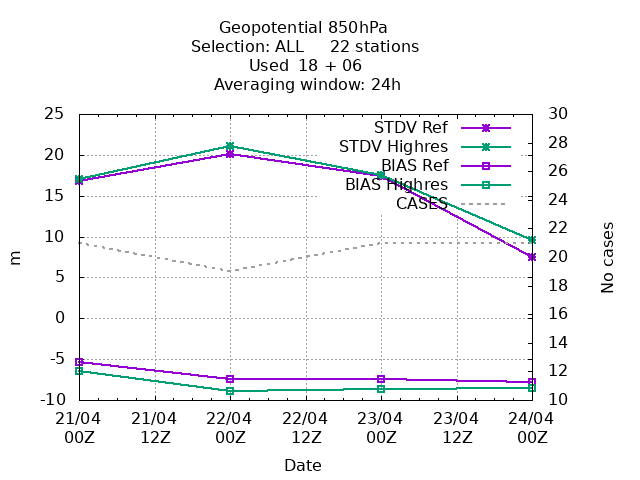 Geopotential 850hPa
Selection: ALL     22 stations
Used  18 + 06
Averaging window: 24h
25
20
15
10
5
0
-5
-10
m
30
28
26
24
22
20
18
16
14
12
10
No cases
STDV Ref
STDV Highres
BIAS Ref
BIAS Highres
CASES
21/04 00Z
21/04 12Z
22/04 00Z
22/04 12Z
23/04 00Z
23/04 12Z
24/04 00Z
Date